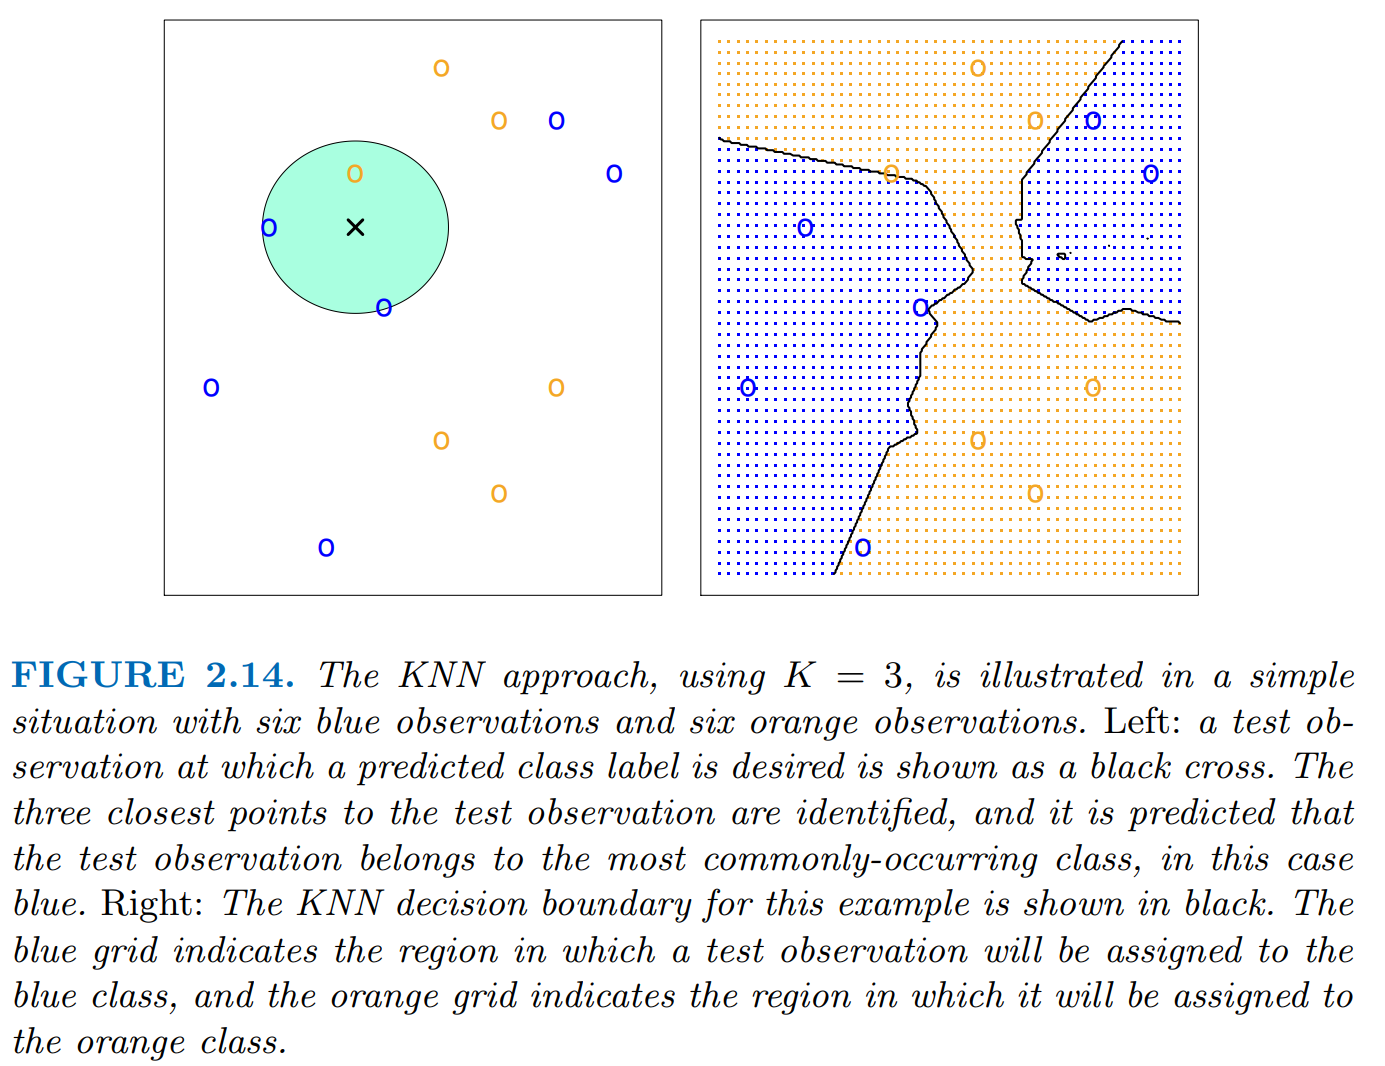 FIGURE 2.14. The KNN approach, using K = 3, is illustrated in a simple
situation with six blue observations and six orange observations. Left: a test ob-
servation at which a predicted class label is desired is shown as a black cross. The
three closest points to the test observation are identified, and it is predicted that
the test observation belongs to the most commonly-occurring class, in this case
blue. Right: The KNN decision boundary for this example is shown in black. The
blue grid indicates the region in which a test observation will be assigned to the
blue class, and the orange grid indicates the region in which it will be assigned to
the orange class.